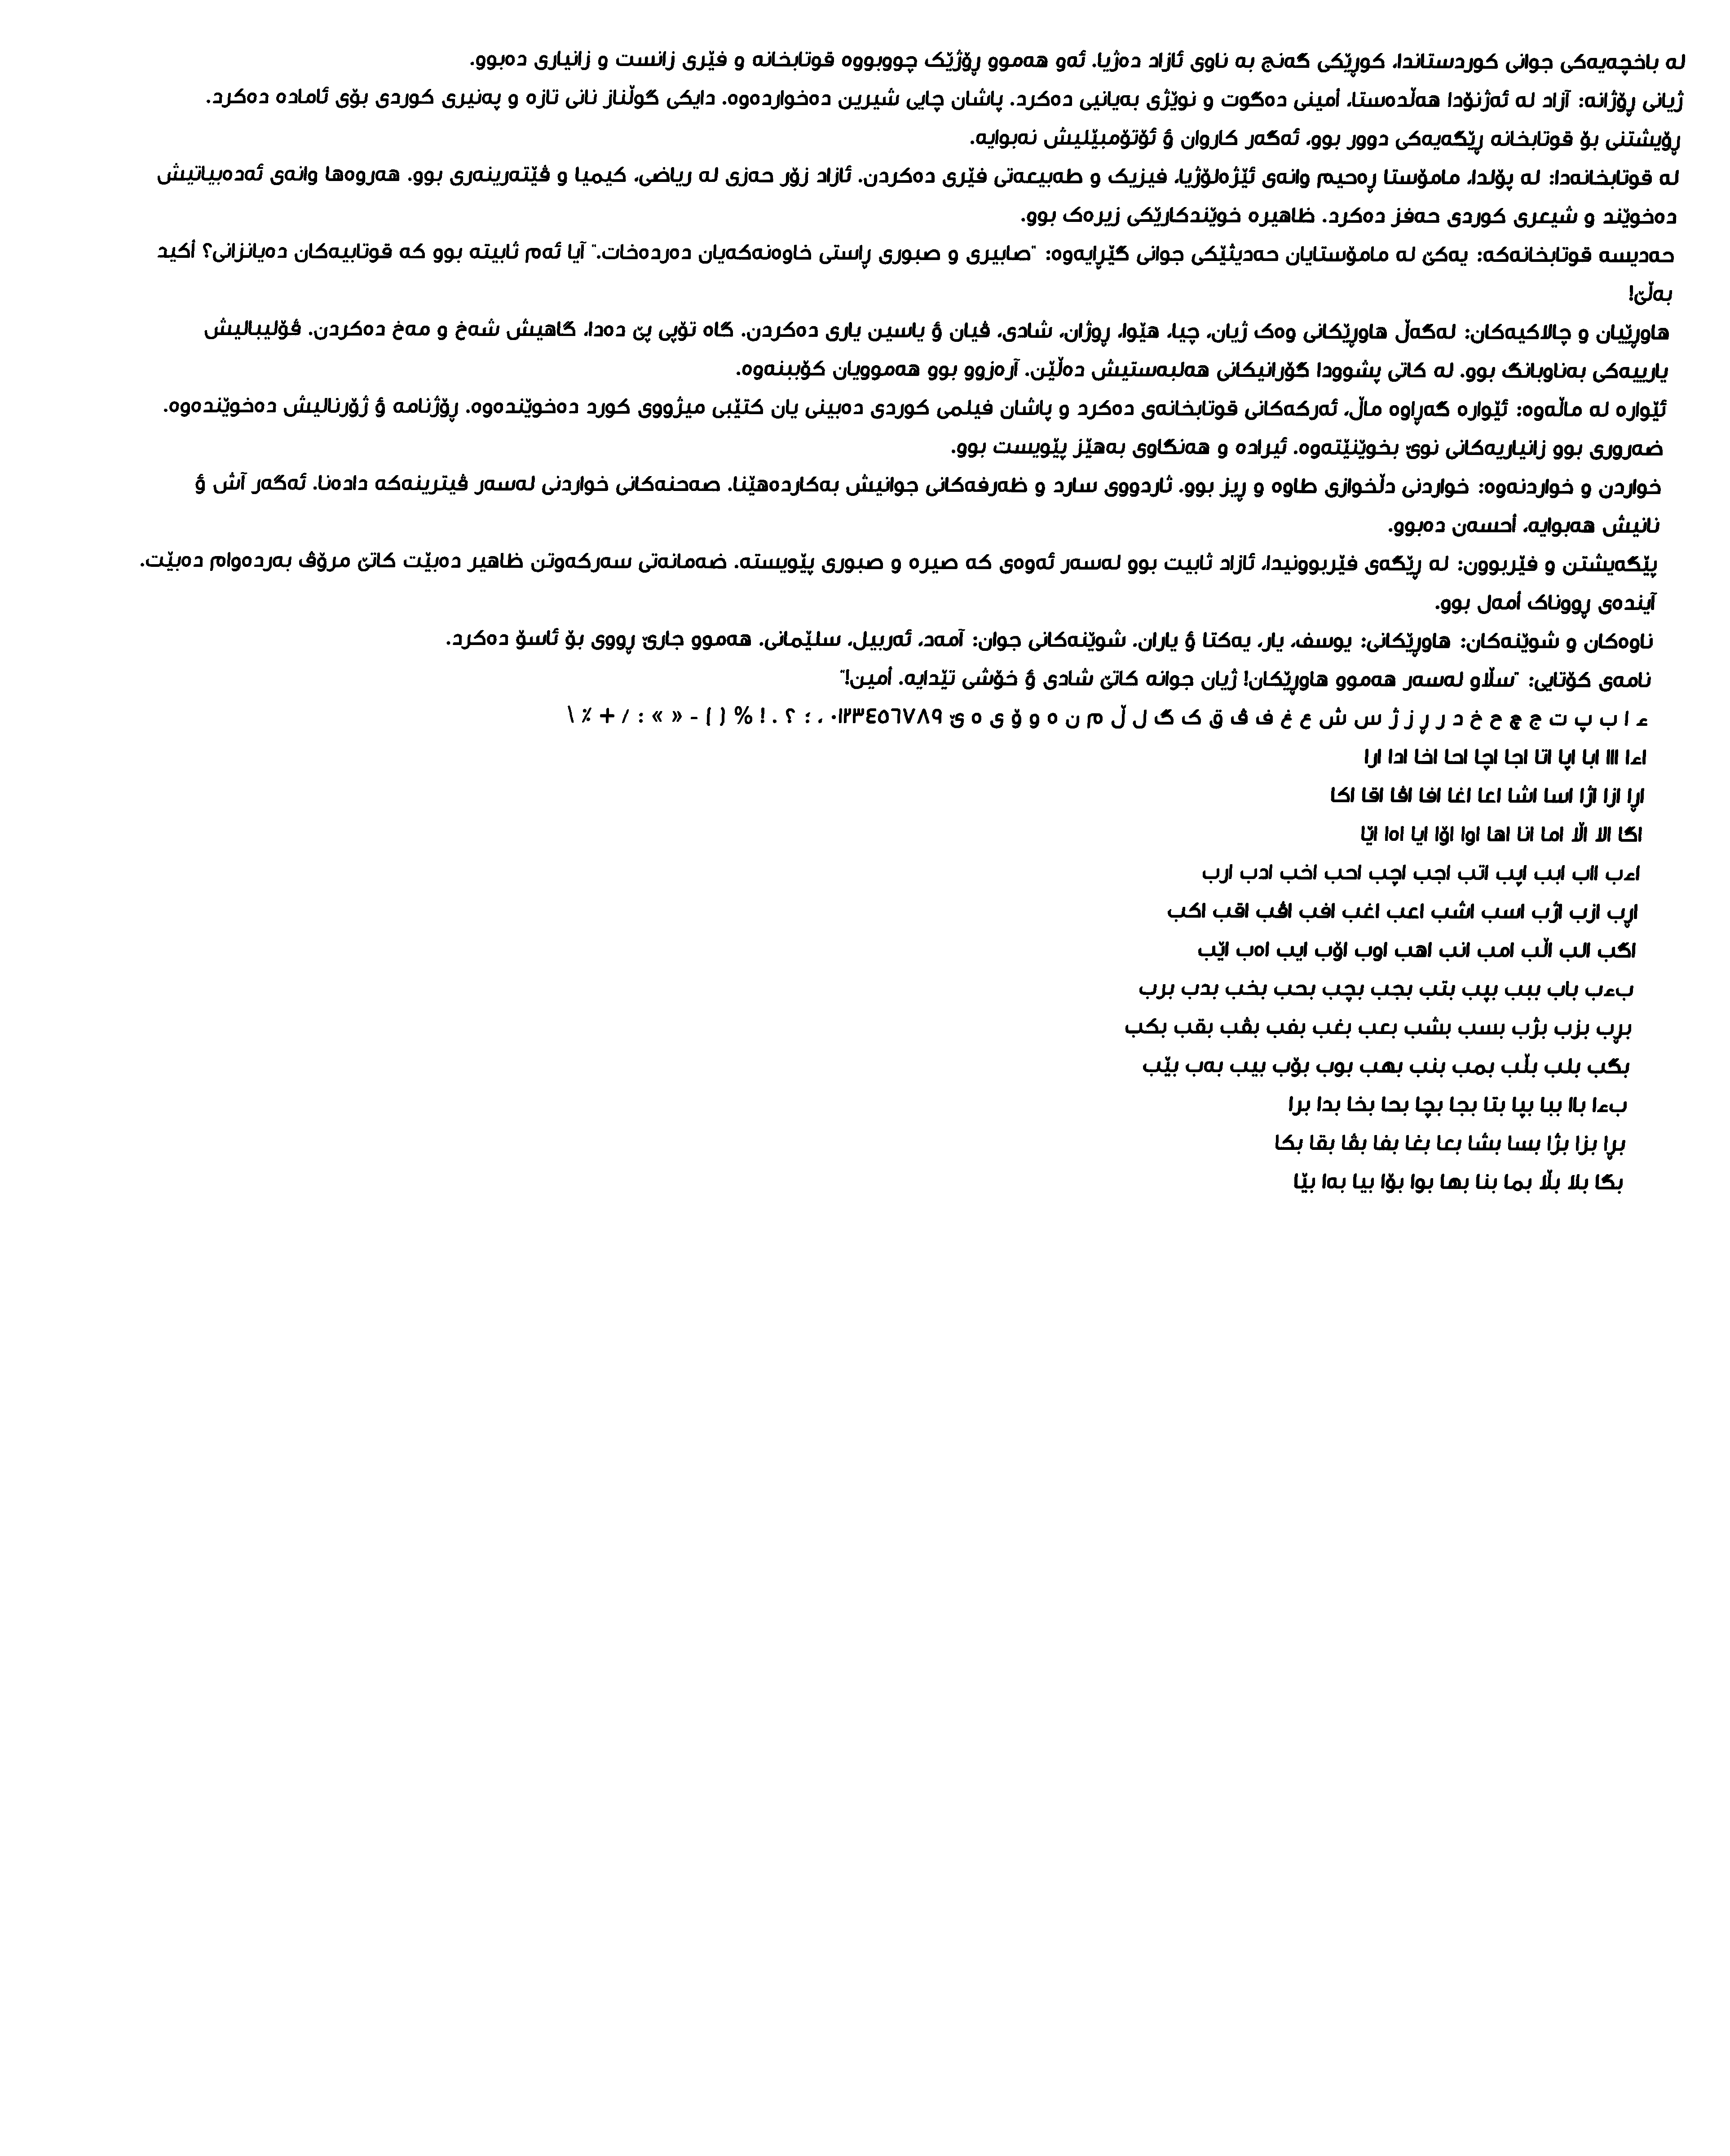 لە باخچەیەکی جوانی کوردستاندا، کوڕێکی گەنج بە ناوی ئازاد دەژیا. ئەو هەموو ڕۆژێک چووبووە قوتابخانە و فێری زانست و زانیاری دەبوو.
ژیانی ڕۆژانە: آزاد لە ئەژنۆدا هەڵدەستا، أمینی دەگوت و نوێژی بەیانیی دەکرد. پاشان چایی شیرین دەخواردەوە. دایکی گوڵناز نانی تازە و پەنیری کوردی بۆی ئامادە دەکرد.
ڕۆیشتنی بۆ قوتابخانە ڕێگەیەکی دوور بوو، ئەگەر کاروان ؤ ئۆتۆمبێلیش نەبوایە.
لە قوتابخانەدا: لە پۆلدا، مامۆستا ڕەحیم وانەی ئێژەلۆژیا، فیزیک و طەبیعەتی فێری دەکردن. ئازاد زۆر حەزی لە ریاضی، کیمیا و ڤێتەرینەری بوو. هەروەها وانەی ئەدەبیاتیش
دەخوێند و شیعری کوردی حەفز دەکرد. ظاهیرە خوێندکارێکی زیرەک بوو.
حەدیسە قوتابخانەکە: یەکێ لە مامۆستایان حەدیثێکی جوانی گێڕایەوە: "صابیری و صبوری ڕاستی خاوەنەکەیان دەردەخات." آیا ئەم ثابیتە بوو کە قوتابیەکان دەیانزانی؟ أکید
بەڵێ!
هاوڕێیان و چالاکیەکان: لەگەڵ هاوڕێکانی وەک ژیان، چیا، هێوا، ڕوژان، شادی، ڤیان ؤ یاسین یاری دەکردن. گاە تۆپی پێ دەدا، گاهیش شەخ و مەخ دەکردن. ڤۆلیبالیش
یارییەکی بەناوبانگ بوو. لە کاتی پشوودا گۆرانیکانی هەلبەستیش دەڵێن. آرەزوو بوو هەموویان کۆببنەوە.
ئێوارە لە ماڵەوە: ئێوارە گەڕاوە ماڵ، ئەرکەکانی قوتابخانەی دەکرد و پاشان فیلمی کوردی دەبینی یان کتێبی میژووی کورد دەخوێندەوە. ڕۆژنامە ؤ ژۆرنالیش دەخوێندەوە.
ضەروری بوو زانیاریەکانی نوێ بخوێنێتەوە. ئیرادە و هەنگاوی بەهێز پێویست بوو.
خواردن و خواردنەوە: خواردنی دڵخوازی طاوە و ڕیز بوو. ثاردووی سارد و ظەرفەکانی جوانیش بەکاردەهێنا. صەحنەکانی خواردنی لەسەر ڤیترینەکە دادەنا. ئەگەر آش ؤ
نانیش هەبوایە، أحسەن دەبوو.
پێگەیشتن و فێربوون: لە ڕێگەی فێربوونیدا، ئازاد ثابیت بوو لەسەر ئەوەی کە صیرە و صبوری پێویستە. ضەمانەتی سەرکەوتن ظاهیر دەبێت کاتێ مرۆڤ بەردەوام دەبێت.
آیندەی ڕووناک أمەل بوو.
ناوەکان و شوێنەکان: هاوڕێکانی: یوسف، یار، یەکتا ؤ یاران. شوێنەکانی جوان: آمەد، ئەربیل، سلێمانی. هەموو جارێ ڕووی بۆ ئاسۆ دەکرد.
نامەی کۆتایی: "سڵاو لەسەر هەموو هاوڕێکان! ژیان جوانە کاتێ شادی ؤ خۆشی تێدایە. أمین!"
ء ا ب پ ت ج چ ح خ د ر ڕ ز ژ س ش ع غ ف ڤ ق ک گ ل ڵ م ن ه و ۆ ی ە ێ ٠١٢٣٤٥٦٧٨٩ ، ؛ ؟ . ! % ( ) - « » : / + ٪ \
اءا ااا ابا اپا اتا اجا اچا احا اخا ادا ارا
اڕا ازا اژا اسا اشا اعا اغا افا اڤا اقا اکا
اگا الا اڵا اما انا اها اوا اۆا ایا اەا اێا
اءب ااب ابب اپب اتب اجب اچب احب اخب ادب ارب
اڕب ازب اژب اسب اشب اعب اغب افب اڤب اقب اکب
اگب الب اڵب امب انب اهب اوب اۆب ایب اەب اێب
بءب باب ببب بپب بتب بجب بچب بحب بخب بدب برب
بڕب بزب بژب بسب بشب بعب بغب بفب بڤب بقب بکب
بگب بلب بڵب بمب بنب بهب بوب بۆب بیب بەب بێب
بءا باا ببا بپا بتا بجا بچا بحا بخا بدا برا
بڕا بزا بژا بسا بشا بعا بغا بفا بڤا بقا بکا
بگا بلا بڵا بما بنا بها بوا بۆا بیا بەا بێا